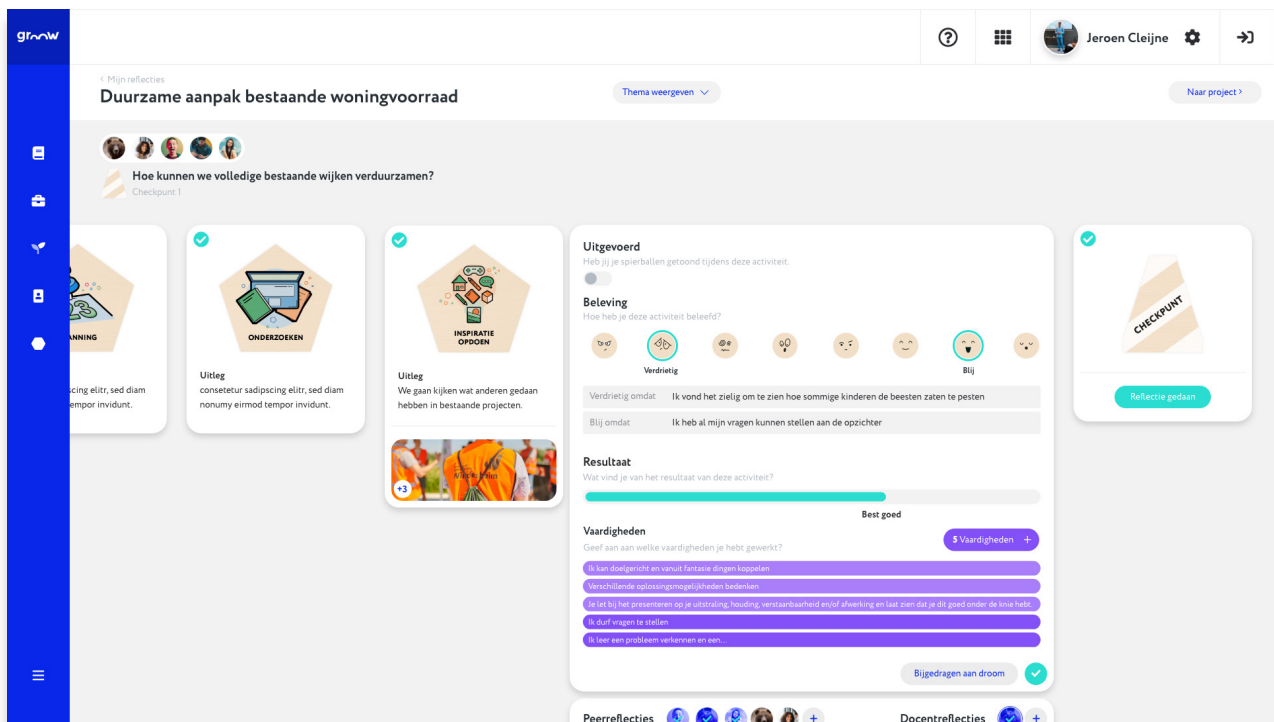 groow
Jeroen Cleijne
< Mijn reflecties
Duurzame aanpak bestaande woningvoorraad
Thema weergeven
Naar project >
Hoe kunnen we volledige bestaande wijken verduurzamen?
Checkpunt 1
NNING
scing elitr, sed diam
empor invidunt.
ONDERZOEKEN
Uitleg
consetetur sadipscing elitr, sed diam
nonumy eirmod tempor invidunt.
INSPIRATIE
OPDOEN
Uitleg
We gaan kijken wat anderen gedaan
hebben in bestaande projecten.
+3
Uitgevoerd
Heb jij je spierballen getoond tijdens deze activiteit.
Beleving
Hoe heb je deze activiteit beleefd?
Verdrietig
Blij
Verdrietig omdat Ik vond het zielig om te zien hoe sommige kinderen de beesten zaten te pesten
Blij omdat Ik heb al mijn vragen kunnen stellen aan de opzichter
Resultaat
Wat vind je van het resultaat van deze activiteit?
Best goed
Vaardigheden
Geef aan aan welke vaardigheden je hebt gewerkt?
5 Vaardigheden +
Ik kan doelgericht en vanuit fantasie dingen koppelen
Verschillende oplossingsmogelijkheden bedenken
Je let bij het presenteren op je uitstraling, houding, verstaanbaarheid en/of afwerking en laat zien dat je dit goed onder de knie hebt.
Ik durf vragen te stellen
Ik leer een probleem verkennen en een...
Bijgedragen aan droom
CHECKPUNT
Reflectie gedaan
Peerreflecties +
Docentreflecties +